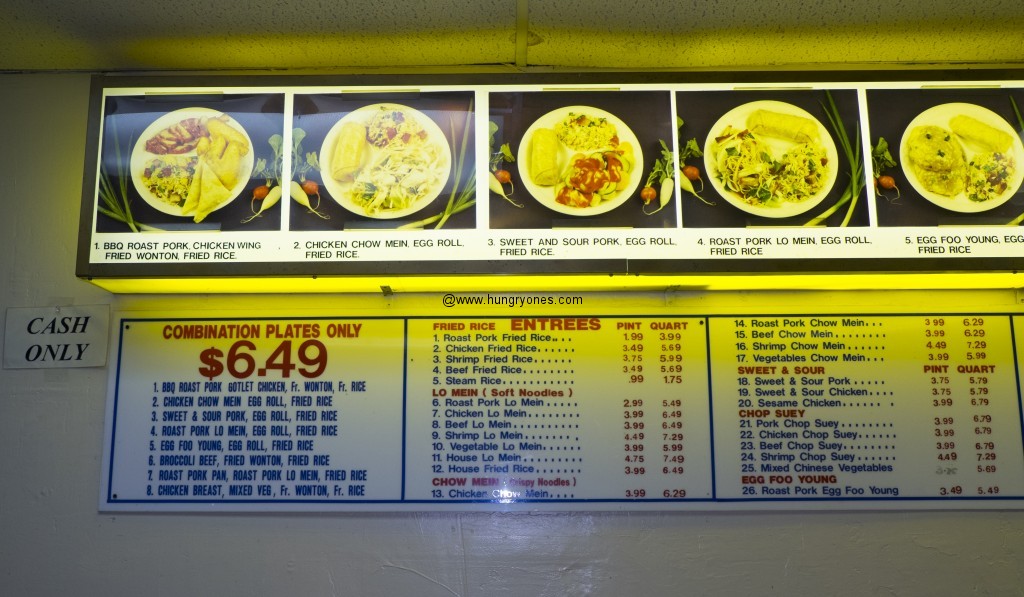 1. BBQ ROAST PORK, CHICKEN WING
FRIED WONTON, FRIED RICE.
2. CHICKEN CHOW MEIN, EGG ROLL,
FRIED RICE.
3. SWEET AND SOUR PORK, EGG ROLL,
FRIED RICE.
4. ROAST PORK LO MEIN, EGG ROLL,
FRIED RICE
5. EGG FOO YOUNG, EGG
FRIED RICE
@www.hungryones.com
CASH
ONLY
COMBINATION PLATES ONLY
$6.49
1. BBQ ROAST PORK GOTLET CHICKEN, Fr. WONTON, Fr. RICE
2. CHICKEN CHOW MEIN EGG ROLL, FRIED RICE
3. SWEET & SOUR PORK, EGG ROLL, FRIED RICE
4. ROAST PORK LO MEIN, EGG ROLL, FRIED RICE
5. EGG FOO YOUNG, EGG ROLL, FRIED RICE
6. BROCCOLI BEEF, FRIED WONTON, FRIED RICE
7. ROAST PORK PAN, ROAST PORK LO MEIN, FRIED RICE
8. CHICKEN BREAST, MIXED VEG, Fr. WONTON, Fr. RICE
FRIED RICE ENTREES PINT QUART
1. Roast Pork Fried Rice... 1.99 3.99
2. Chicken Fried Rice...... 3.49 5.69
3. Shrimp Fried Rice...... 3.75 5.99
4. Beef Fried Rice........ 3.49 5.69
5. Steam Rice............ .99 1.75
LO MEIN ( Soft Noodles )
6. Roast Pork Lo Mein...... 2.99 5.49
7. Chicken Lo Mein........ 3.99 6.49
8. Beef Lo Mein.......... 3.99 6.49
9. Shrimp Lo Mein........ 4.49 7.29
10. Vegetable Lo Mein..... 3.99 5.99
11. House Lo Mein........ 4.75 7.49
12. House Fried Rice...... 3.99 6.49
CHOW MEIN ( Crispy Noodles )
13. Chicken Chow Mein.... 3.99 6.29
14. Roast Pork Chow Mein... 3.99 6.29
15. Beef Chow Mein....... 3.99 6.29
16. Shrimp Chow Mein..... 4.49 7.29
17. Vegetables Chow Mein.. 3.99 5.99
SWEET & SOUR PINT QUART
18. Sweet & Sour Pork..... 3.75 5.79
19. Sweet & Sour Chicken.... 3.75 5.79
20. Sesame Chicken....... 3.99 6.79
CHOP SUEY
21. Pork Chop Suey........ 3.99 6.79
22. Chicken Chop Suey...... 3.99 6.79
23. Beef Chop Suey........ 3.99 6.79
24. Shrimp Chop Suey...... 4.49 7.29
25. Mixed Chinese Vegetables 5.69
EGG FOO YOUNG
26. Roast Pork Egg Foo Young 3.49 5.49